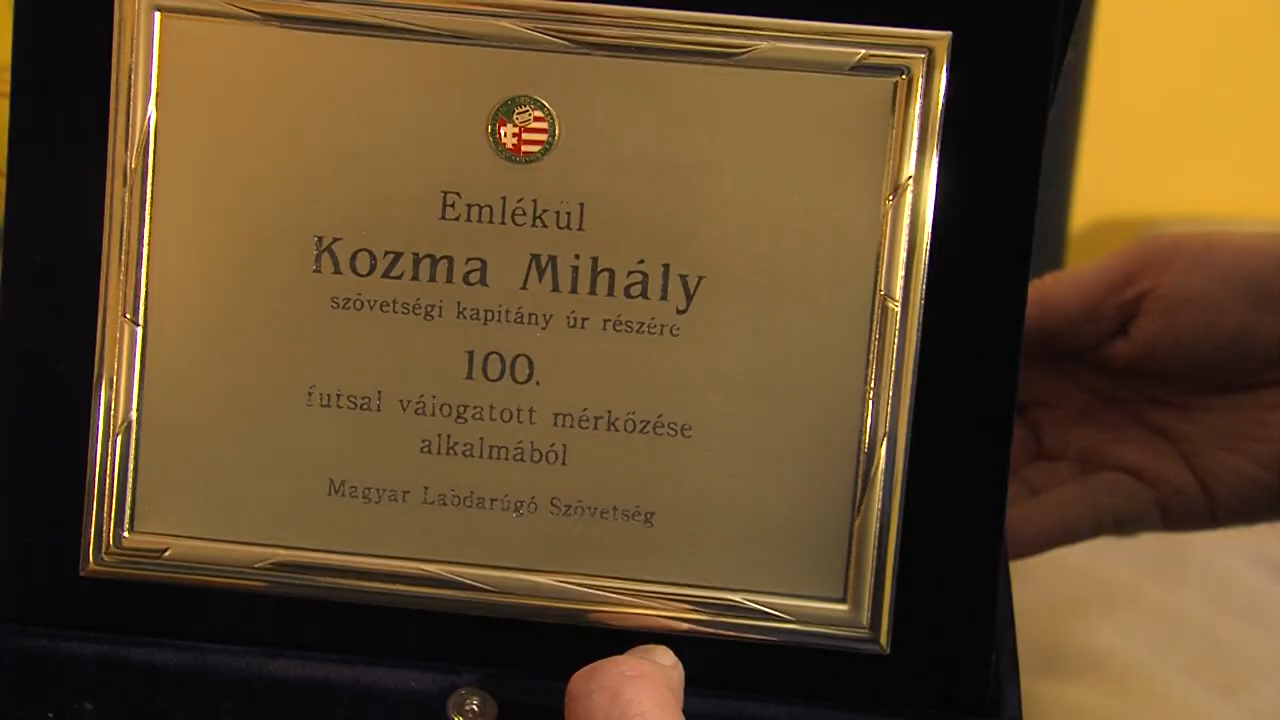 Emlékül
Kozma Mihály
szövetségi kapitány úr részére
100.
futsal válogatott mérkőzése
alkalmából
Magyar Labdarúgó Szövetség